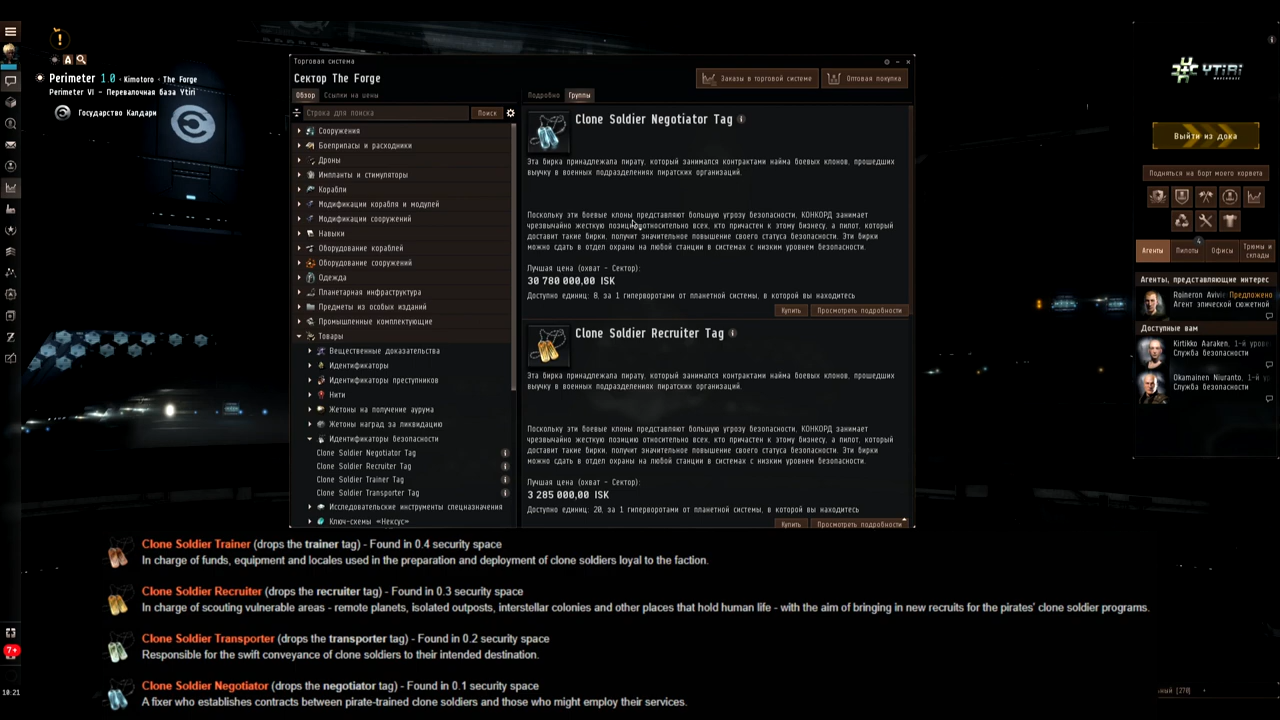 Perimeter 1.0 · Kimotoro · The Forge
Perimeter VI - Перевалочная база Ytiri
Государство Калдари
Торговая система
Сектор The Forge
Заказы в торговой системе
Оптовая покупка
Обзор
Ссылки на цены
Строка для поиска
Поиск
Сооружения
Боеприпасы и расходники
Дроны
Импланты и стимуляторы
Корабли
Модификации корабля и модулей
Модификации сооружений
Навыки
Оборудование кораблей
Оборудование сооружений
Одежда
Планетарная инфраструктура
Предметы из особых изданий
Промышленные комплектующие
Товары
Вещественные доказательства
Идентификаторы
Идентификаторы преступников
Нити
Жетоны на получение аурума
Жетоны наград за ликвидацию
Идентификаторы безопасности
Clone Soldier Negotiator Tag
Clone Soldier Recruiter Tag
Clone Soldier Trainer Tag
Clone Soldier Transporter Tag
Исследовательские инструменты спецназначения
Ключ-схемы «Нексус»
Подробно
Группы
Clone Soldier Negotiator Tag
Эта бирка принадлежала пирату, который занимался контрактами найма боевых клонов, прошедших
выучку в военных подразделениях пиратских организаций.
Поскольку эти боевые клоны представляют большую угрозу безопасности, КОНКОРД занимает
чрезвычайно жесткую позицию относительно всех, кто причастен к этому бизнесу, а пилот, который
доставит такие бирки, получит значительное повышение своего статуса безопасности. Эти бирки
можно сдать в отдел охраны на любой станции в системах с низким уровнем безопасности.
Лучшая цена (охват - Сектор):
30 780 000,00 ISK
Доступно единиц: 8, за 1 гиперворотами от планетной системы, в которой вы находитесь
Купить
Просмотреть подробности
Clone Soldier Recruiter Tag
Эта бирка принадлежала пирату, который занимался контрактами найма боевых клонов, прошедших
выучку в военных подразделениях пиратских организаций.
Поскольку эти боевые клоны представляют большую угрозу безопасности, КОНКОРД занимает
чрезвычайно жесткую позицию относительно всех, кто причастен к этому бизнесу, а пилот, который
доставит такие бирки, получит значительное повышение своего статуса безопасности. Эти бирки
можно сдать в отдел охраны на любой станции в системах с низким уровнем безопасности.
Лучшая цена (охват - Сектор):
3 285 000,00 ISK
Доступно единиц: 20, за 1 гиперворотами от планетной системы, в которой вы находитесь
Купить
Просмотреть подробности
YTIRI
Выйти из дока
Подняться на борт моего корвета
4
Агенты
Пилоты
Офисы
Трюмы и склады
Агенты, представляющие интерес
Roineron Avivi Предложено
Агент эпической сюжетной
Доступные вам
Kirtikko Aaraken, 1-й уровень
Служба безопасности
Okamainen Niuranto, 1-й
Служба безопасности
7+
10:21
[270]
Clone Soldier Trainer (drops the trainer tag) - Found in 0.4 security space
In charge of funds, equipment and locales used in the preparation and deployment of clone soldiers loyal to the faction.
Clone Soldier Recruiter (drops the recruiter tag) - Found in 0.3 security space
In charge of scouting vulnerable areas - remote planets, isolated outposts, interstellar colonies and other places that hold human life - with the aim of bringing in new recruits for the pirates' clone soldier programs.
Clone Soldier Transporter (drops the transporter tag) - Found in 0.2 security space
Responsible for the swift conveyance of clone soldiers to their intended destination.
Clone Soldier Negotiator (drops the negotiator tag) - Found in 0.1 security space
A fixer who establishes contracts between pirate-trained clone soldiers and those who might employ their services.